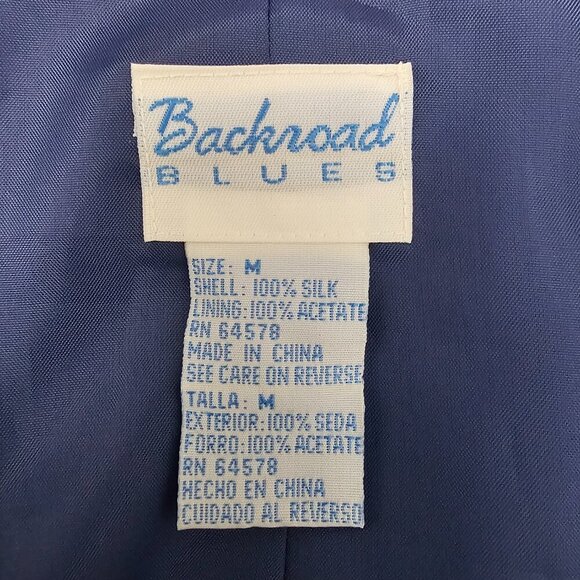 Backroad
BLUES
SIZE: M
SHELL: 100% SILK
LINING: 100% ACETATE
RN 64578
MADE IN CHINA
SEE CARE ON REVERSE
TALLA: M
EXTERIOR: 100% SEDA
FORRO: 100% ACETATE
RN 64578
HECHO EN CHINA
CUIDADO AL REVERSO